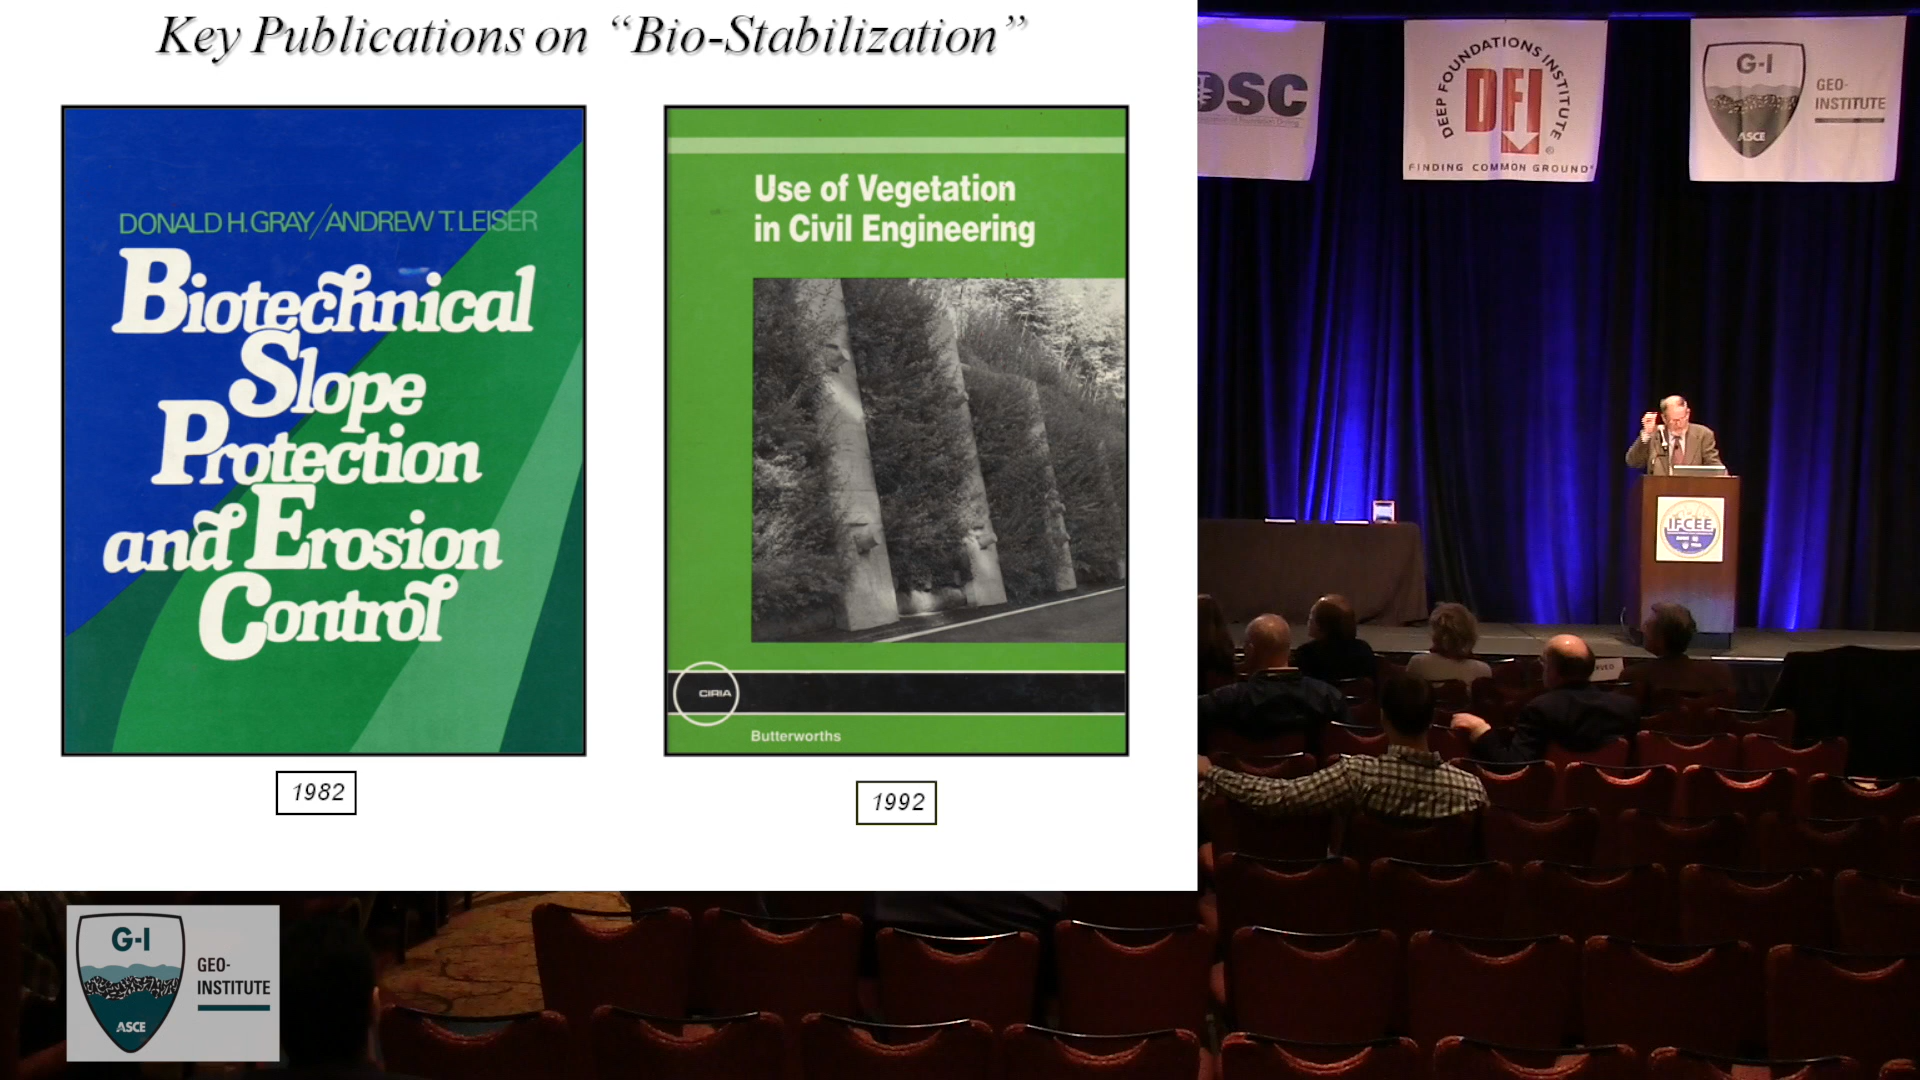 Key Publications on “Bio-Stabilization”
DONALD H. GRAY/ANDREW T. LEISER
Biotechnical
Slope
Protection
and Erosion
Control
1982
Use of Vegetation
in Civil Engineering
CIRIA
Butterworths
1992
DSC
DEEP FOUNDATIONS INSTITUTE
DFI
®
FINDING COMMON GROUND®
G-I
ASCE
GEO-
INSTITUTE
IFCEE
G-I
ASCE
GEO-
INSTITUTE